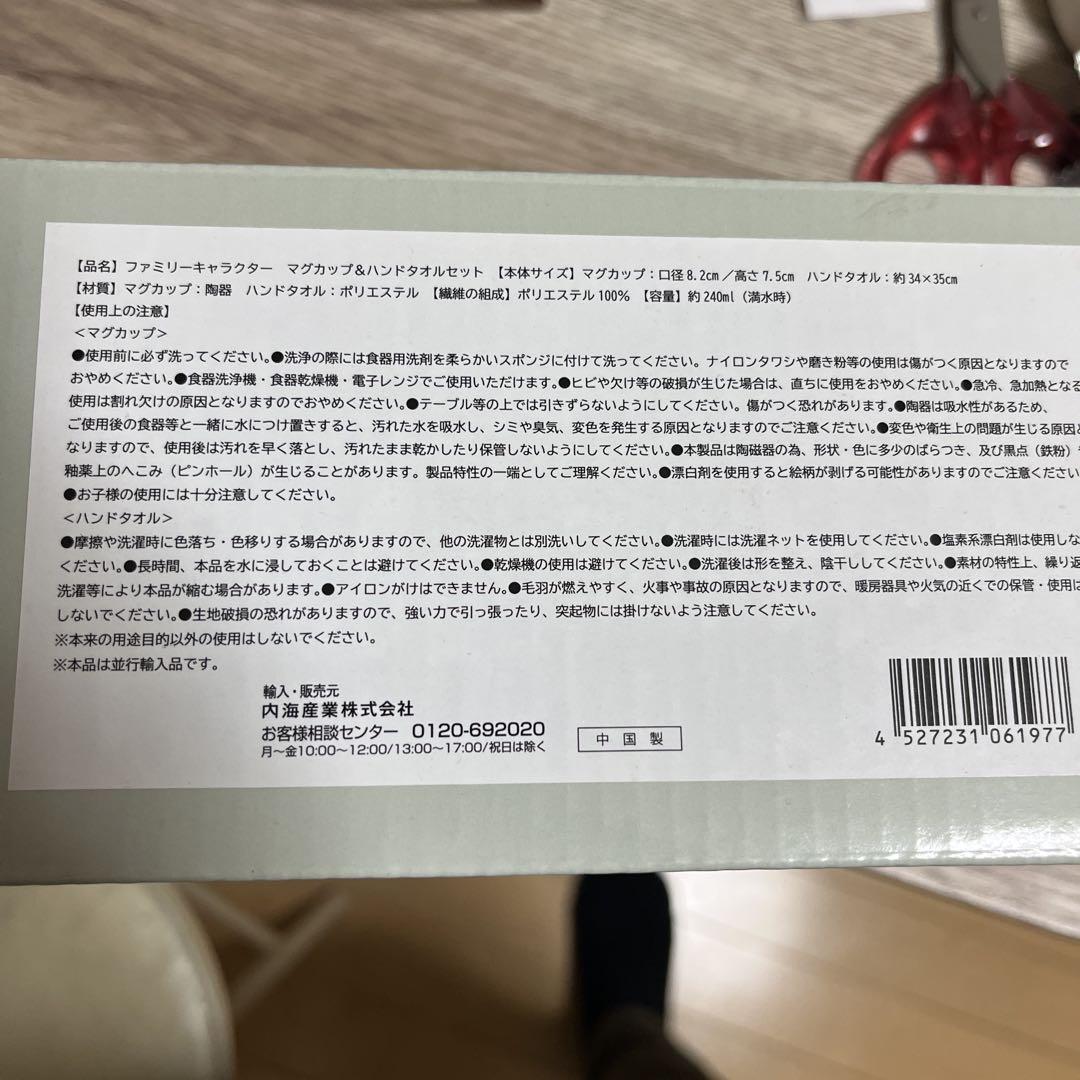 【品名】ファミリーキャラクター　マグカップ＆ハンドタオルセット 【本体サイズ】マグカップ：口径8.2cm／高さ7.5cm　ハンドタオル：約34×35cm
【材質】マグカップ：陶器　ハンドタオル：ポリエステル 【繊維の組成】ポリエステル100% 【容量】約240ml（満水時）
【使用上の注意】
＜マグカップ＞
●使用前に必ず洗ってください。●洗浄の際には食器用洗剤を柔らかいスポンジに付けて洗ってください。ナイロンタワシや磨き粉等の使用は傷がつく原因となりますので
おやめください。●食器洗浄機・食器乾燥機・電子レンジでご使用いただけます。●ヒビや欠け等の破損が生じた場合は、直ちに使用をおやめください。●急冷、急加熱となる
使用は割れ欠けの原因となりますのでおやめください。●テーブル等の上では引きずらないようにしてください。傷がつく恐れがあります。●陶器は吸水性があるため、
ご使用後の食器等と一緒に水につけ置きすると、汚れた水を吸水し、シミや臭気、変色を発生する原因となりますのでご注意ください。●変色や衛生上の問題が生じる原
なりますので、使用後は汚れを早く落とし、汚れたまま乾かしたり保管しないようにしてください。●本製品は陶磁器の為、形状・色に多少のばらつき、及び黒点（鉄粉）
釉薬上のへこみ（ピンホール）が生じることがあります。製品特性の一端としてご理解ください。●漂白剤を使用すると絵柄が剥げる可能性がありますのでご注意ください
●お子様の使用には十分注意してください。
＜ハンドタオル＞
●摩擦や洗濯時に色落ち・色移りする場合がありますので、他の洗濯物とは別洗いしてください。●洗濯時には洗濯ネットを使用してください。●塩素系漂白剤は使用しな
ください。●長時間、本品を水に浸しておくことは避けてください。●乾燥機の使用は避けてください。●洗濯後は形を整え、陰干ししてください。●素材の特性上、繰り返
洗濯等により本品が縮む場合があります。●アイロンがけはできません。●毛羽が燃えやすく、火事や事故の原因となりますので、暖房器具や火気の近くでの保管・使用は
しないでください。●生地破損の恐れがありますので、強い力で引っ張ったり、突起物には掛けないよう注意してください。
※本来の用途目的以外の使用はしないでください。
※本品は並行輸入品です。
輸入・販売元
内海産業株式会社
お客様相談センター 0120-692020
月～金10:00～12:00/13:00～17:00/祝日は除く
中国製
4 527231 061977